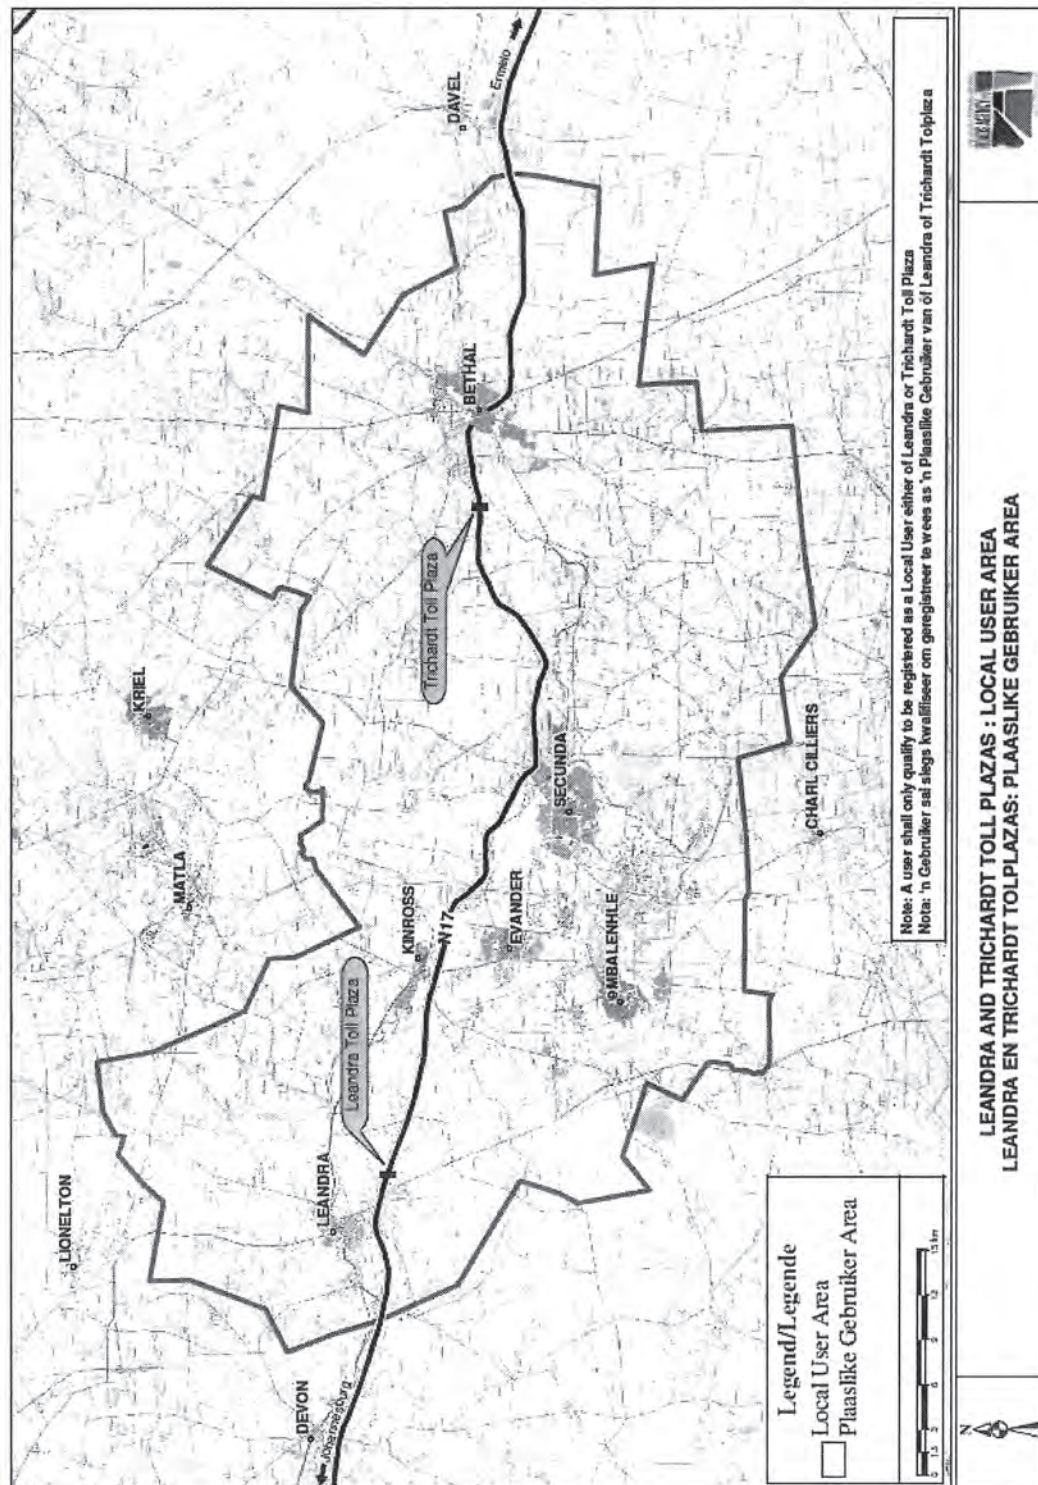 LIONELTON
KRIEL
MATLA
DAVEL
Ermelo
DEVON
Johannesburg
LEANDRA
Leandra Toll Plaza
KINROSS
N17
EVANDER
MBALENHLE
SECUNDA
Trichardt Toll Plaza
BETHAL
CHARL CILLIERS
Legend/Legende
Local User Area
Plaaslike Gebruiker Area
Note: A user shall only qualify to be registered as a Local User either of Leandra or Trichardt Toll Plaza
Nota: 'n Gebruiker sal slegs kwalifiseer om geregistreer te wees as 'n Plaaslike Gebruiker van óf Leandra of Trichardt Tolplaza
N
LEANDRA AND TRICHARDT TOLL PLAZAS : LOCAL USER AREA
LEANDRA EN TRICHARDT TOLPLAZAS: PLAASLIKE GEBRUIKER AREA